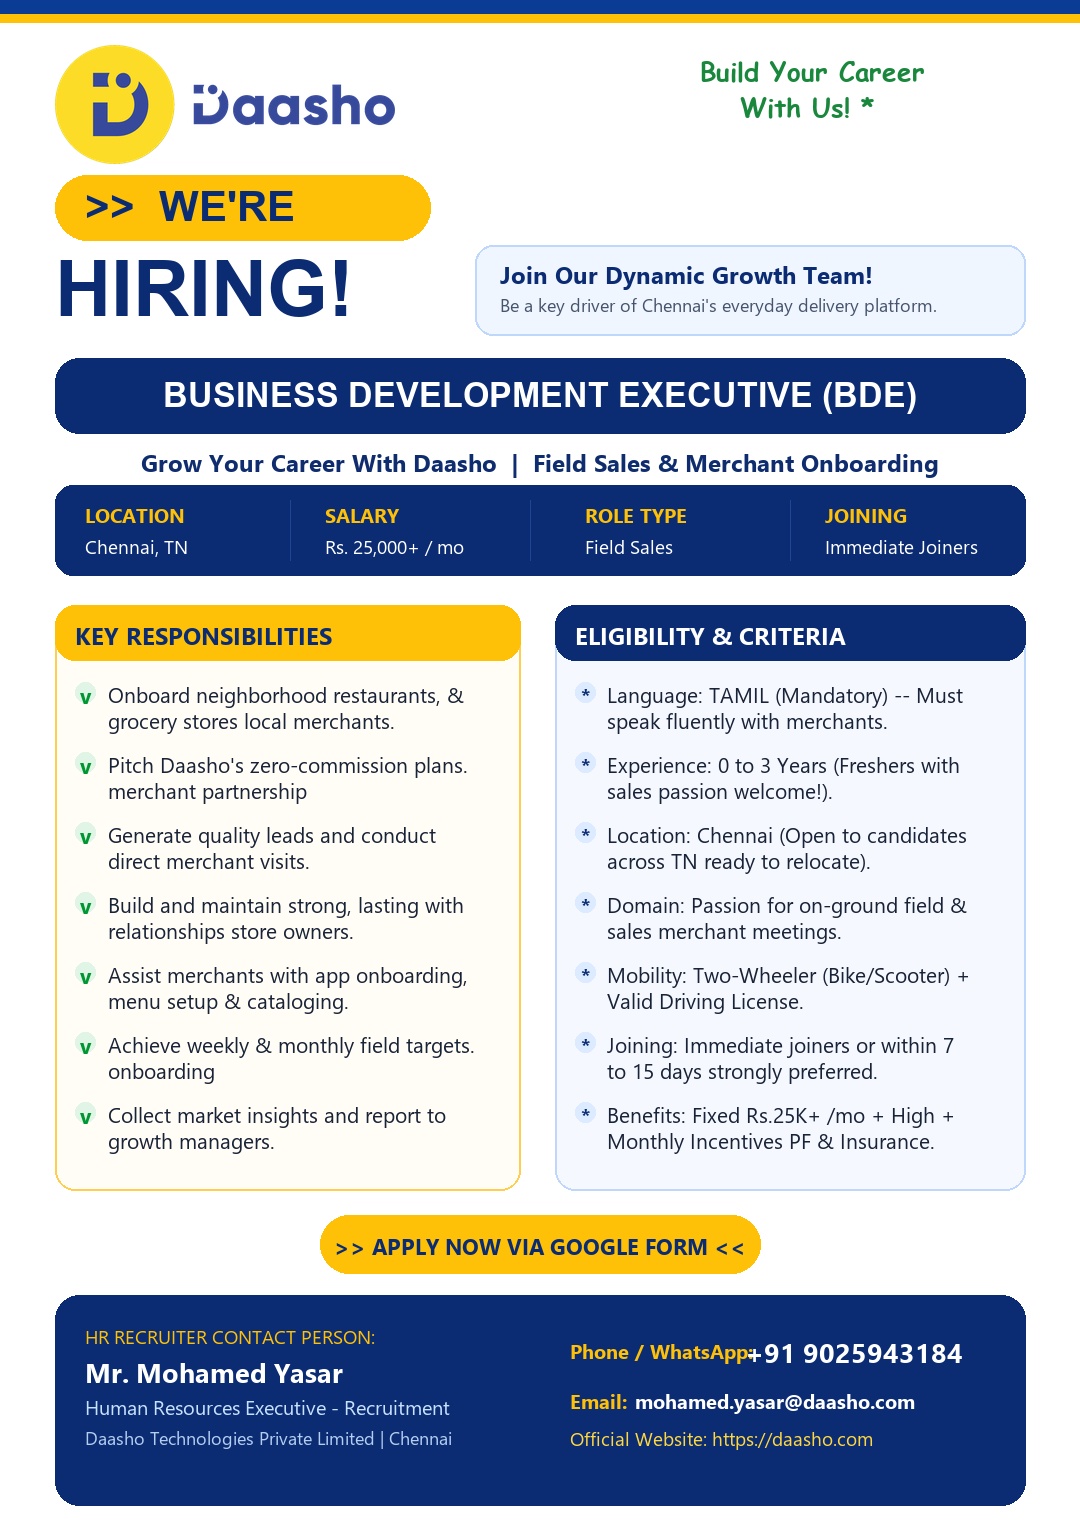 Daasho
Build Your Career
With Us! *
>> WE'RE
HIRING!
Join Our Dynamic Growth Team!
Be a key driver of Chennai's everyday delivery platform.
BUSINESS DEVELOPMENT EXECUTIVE (BDE)
Grow Your Career With Daasho | Field Sales & Merchant Onboarding
LOCATION
Chennai, TN
SALARY
Rs. 25,000+ / mo
ROLE TYPE
Field Sales
JOINING
Immediate Joiners
KEY RESPONSIBILITIES
v Onboard neighborhood restaurants, &
grocery stores local merchants.
v Pitch Daasho's zero-commission plans.
merchant partnership
v Generate quality leads and conduct
direct merchant visits.
v Build and maintain strong, lasting with
relationships store owners.
v Assist merchants with app onboarding,
menu setup & cataloging.
v Achieve weekly & monthly field targets.
onboarding
v Collect market insights and report to
growth managers.
ELIGIBILITY & CRITERIA
* Language: TAMIL (Mandatory) -- Must
speak fluently with merchants.
* Experience: 0 to 3 Years (Freshers with
sales passion welcome!).
* Location: Chennai (Open to candidates
across TN ready to relocate).
* Domain: Passion for on-ground field &
sales merchant meetings.
* Mobility: Two-Wheeler (Bike/Scooter) +
Valid Driving License.
* Joining: Immediate joiners or within 7
to 15 days strongly preferred.
* Benefits: Fixed Rs.25K+ /mo + High +
Monthly Incentives PF & Insurance.
>> APPLY NOW VIA GOOGLE FORM <<
HR RECRUITER CONTACT PERSON:
Mr. Mohamed Yasar
Human Resources Executive - Recruitment
Daasho Technologies Private Limited | Chennai
Phone / WhatsApp: +91 9025943184
Email: mohamed.yasar@daasho.com
Official Website: https://daasho.com